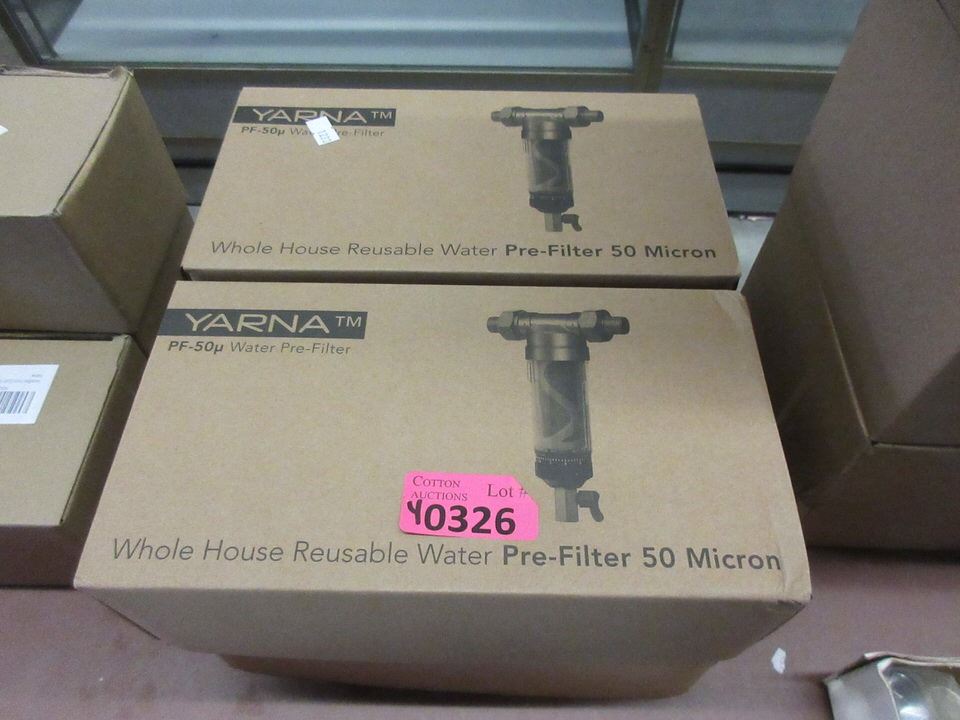 YARNA™
PF-50µ Water Pre-Filter
Whole House Reusable Water Pre-Filter 50 Micron
YARNA™
PF-50µ Water Pre-Filter
COTTON
AUCTIONS Lot #
40326
Whole House Reusable Water Pre-Filter 50 Micron